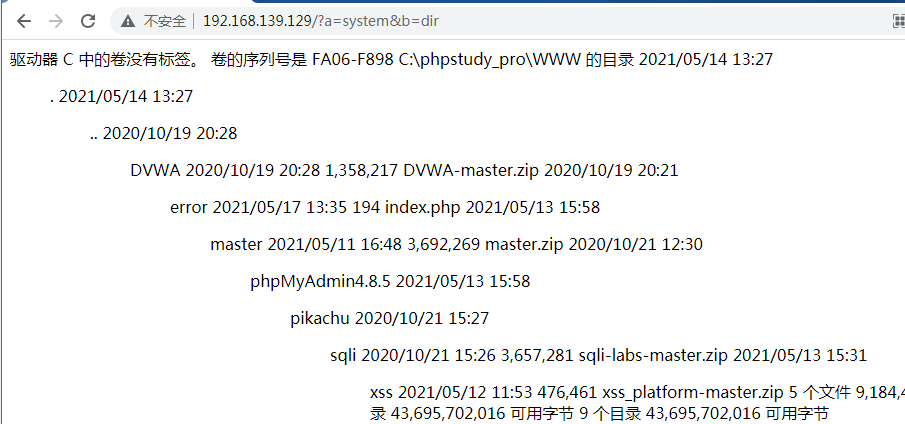 不安全 | 192.168.139.129/?a=system&b=dir
驱动器 C 中的卷没有标签。 卷的序列号是 FA06-F898 C:\phpstudy_pro\WWW 的目录 2021/05/14 13:27
. 2021/05/14 13:27
.. 2020/10/19 20:28
DVWA 2020/10/19 20:28 1,358,217 DVWA-master.zip 2020/10/19 20:21
error 2021/05/17 13:35 194 index.php 2021/05/13 15:58
master 2021/05/11 16:48 3,692,269 master.zip 2020/10/21 12:30
phpMyAdmin4.8.5 2021/05/13 15:58
pikachu 2020/10/21 15:27
sqli 2020/10/21 15:26 3,657,281 sqli-labs-master.zip 2021/05/13 15:31
xss 2021/05/12 11:53 476,461 xss_platform-master.zip 5 个文件 9,184,4
录 43,695,702,016 可用字节 9 个目录 43,695,702,016 可用字节